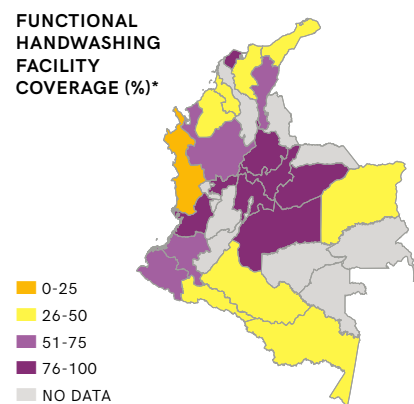 FUNCTIONAL
HANDWASHING
FACILITY
COVERAGE (%)*
0-25
26-50
51-75
76-100
NO DATA